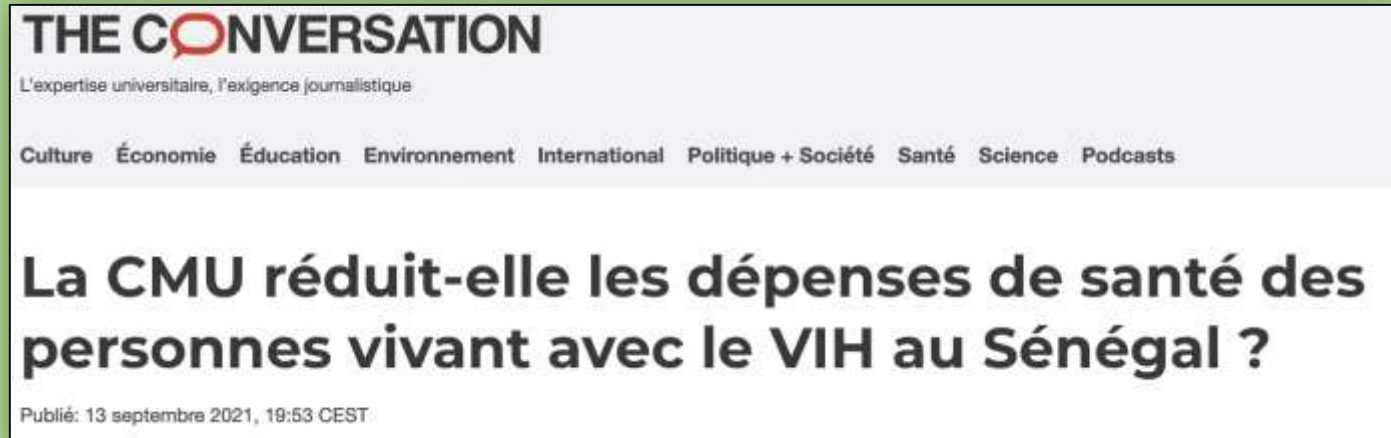 THE CONVERSATION
L'expertise universitaire, l'exigence journalistique
Culture Économie Éducation Environnement International Politique + Société Santé Science Podcasts
La CMU réduit-elle les dépenses de santé des
personnes vivant avec le VIH au Sénégal ?
Publié: 13 septembre 2021, 19:53 CEST